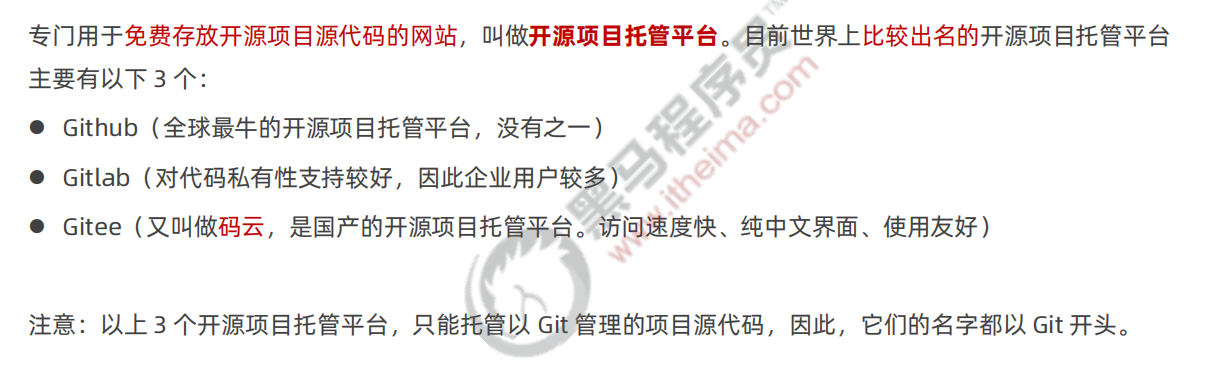 专门用于免费存放开源项目源代码的网站，叫做开源项目托管平台。目前世界上比较出名的开源项目托管平台
主要有以下 3 个：
● Github（全球最牛的开源项目托管平台，没有之一）
● Gitlab（对代码私有性支持较好，因此企业用户较多）
● Gitee（又叫做码云，是国产的开源项目托管平台。访问速度快、纯中文界面、使用友好）
注意：以上 3 个开源项目托管平台，只能托管以 Git 管理的项目源代码，因此，它们的名字都以 Git 开头。
黑马程序员™
www.itheima.com